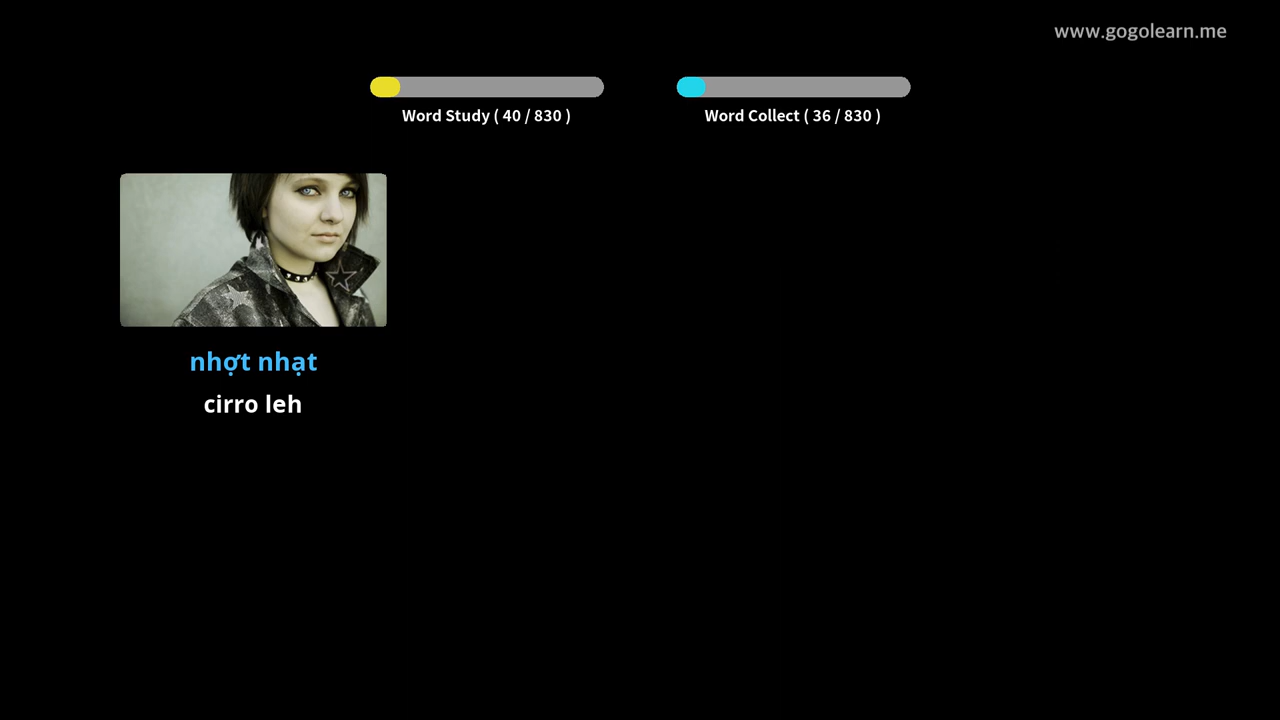 www.gogolearn.me
Word Study ( 40 / 830 )
Word Collect ( 36 / 830 )
nhợt nhạt
cirro leh